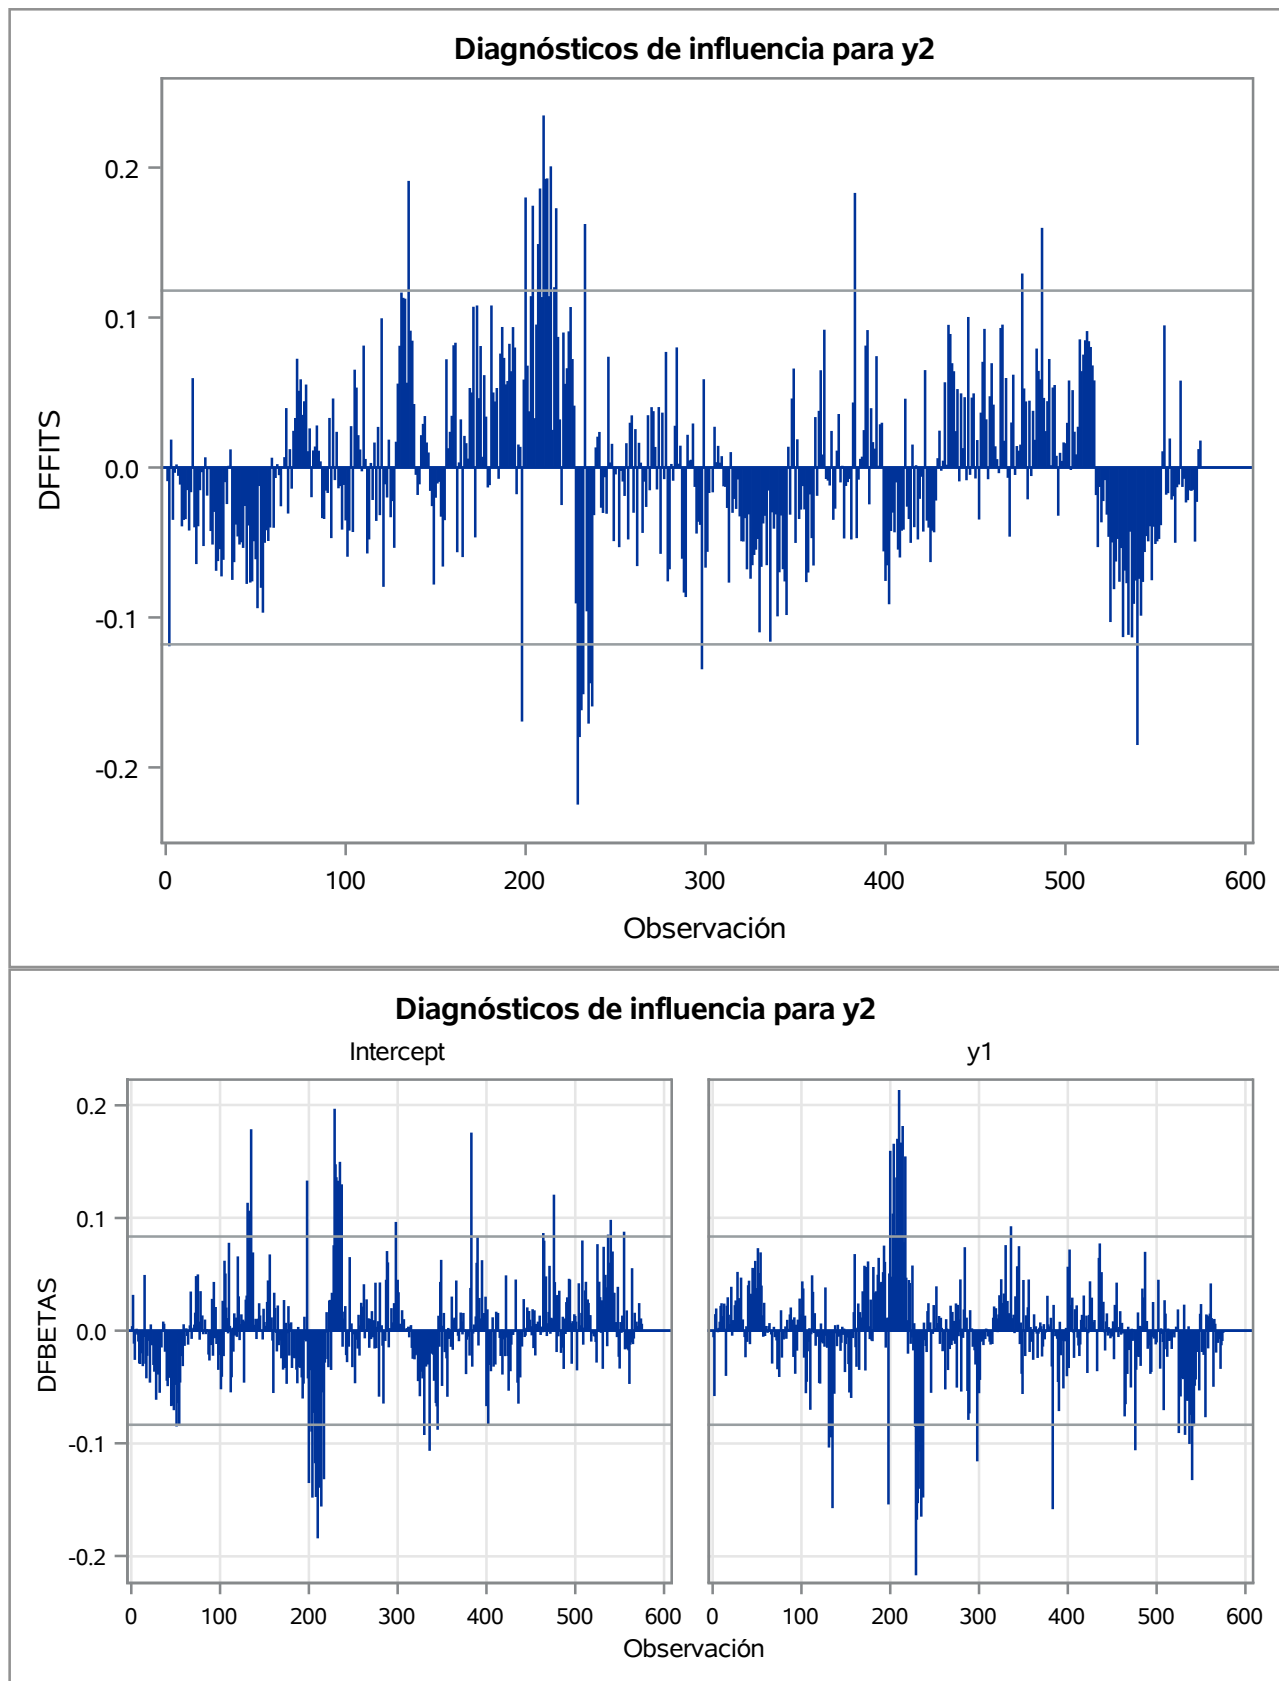 Diagnósticos de influencia para y2
DFFITS
0.2
0.1
0.0
-0.1
-0.2
0 100 200 300 400 500 600
Observación
Diagnósticos de influencia para y2
Intercept y1
DFBETAS
0.2
0.1
0.0
-0.1
-0.2
0 100 200 300 400 500 600 0 100 200 300 400 500 600
Observación